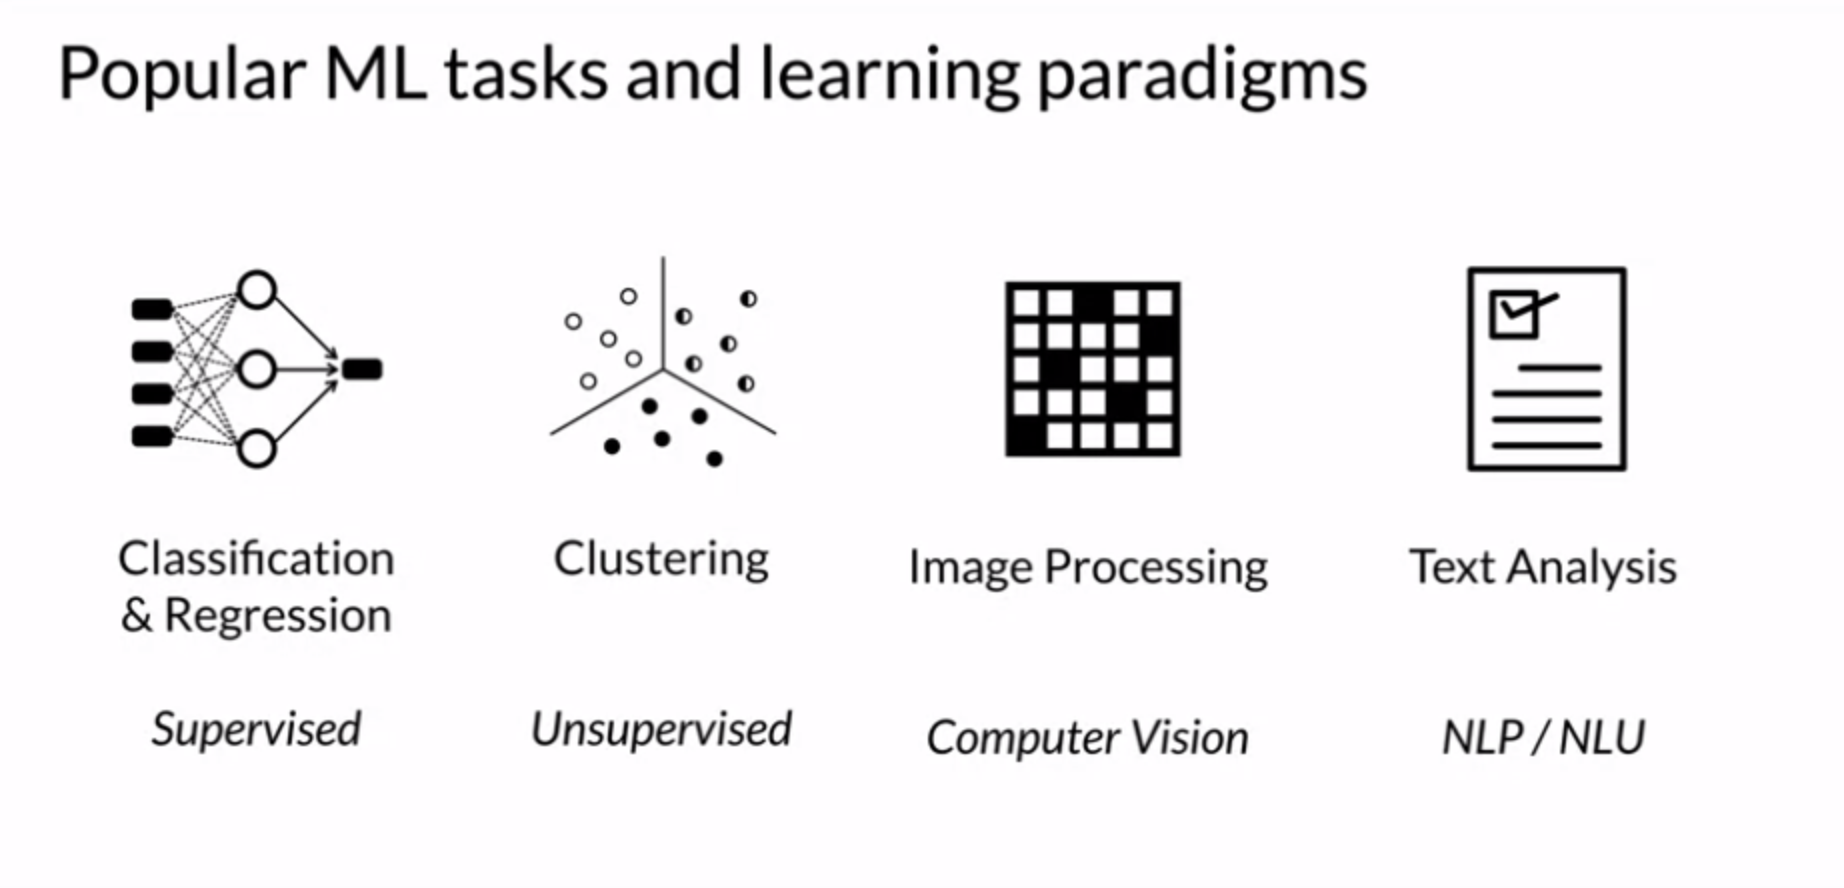 Popular ML tasks and learning paradigms
Classification
& Regression
Supervised
Clustering
Unsupervised
Image Processing
Computer Vision
Text Analysis
NLP / NLU